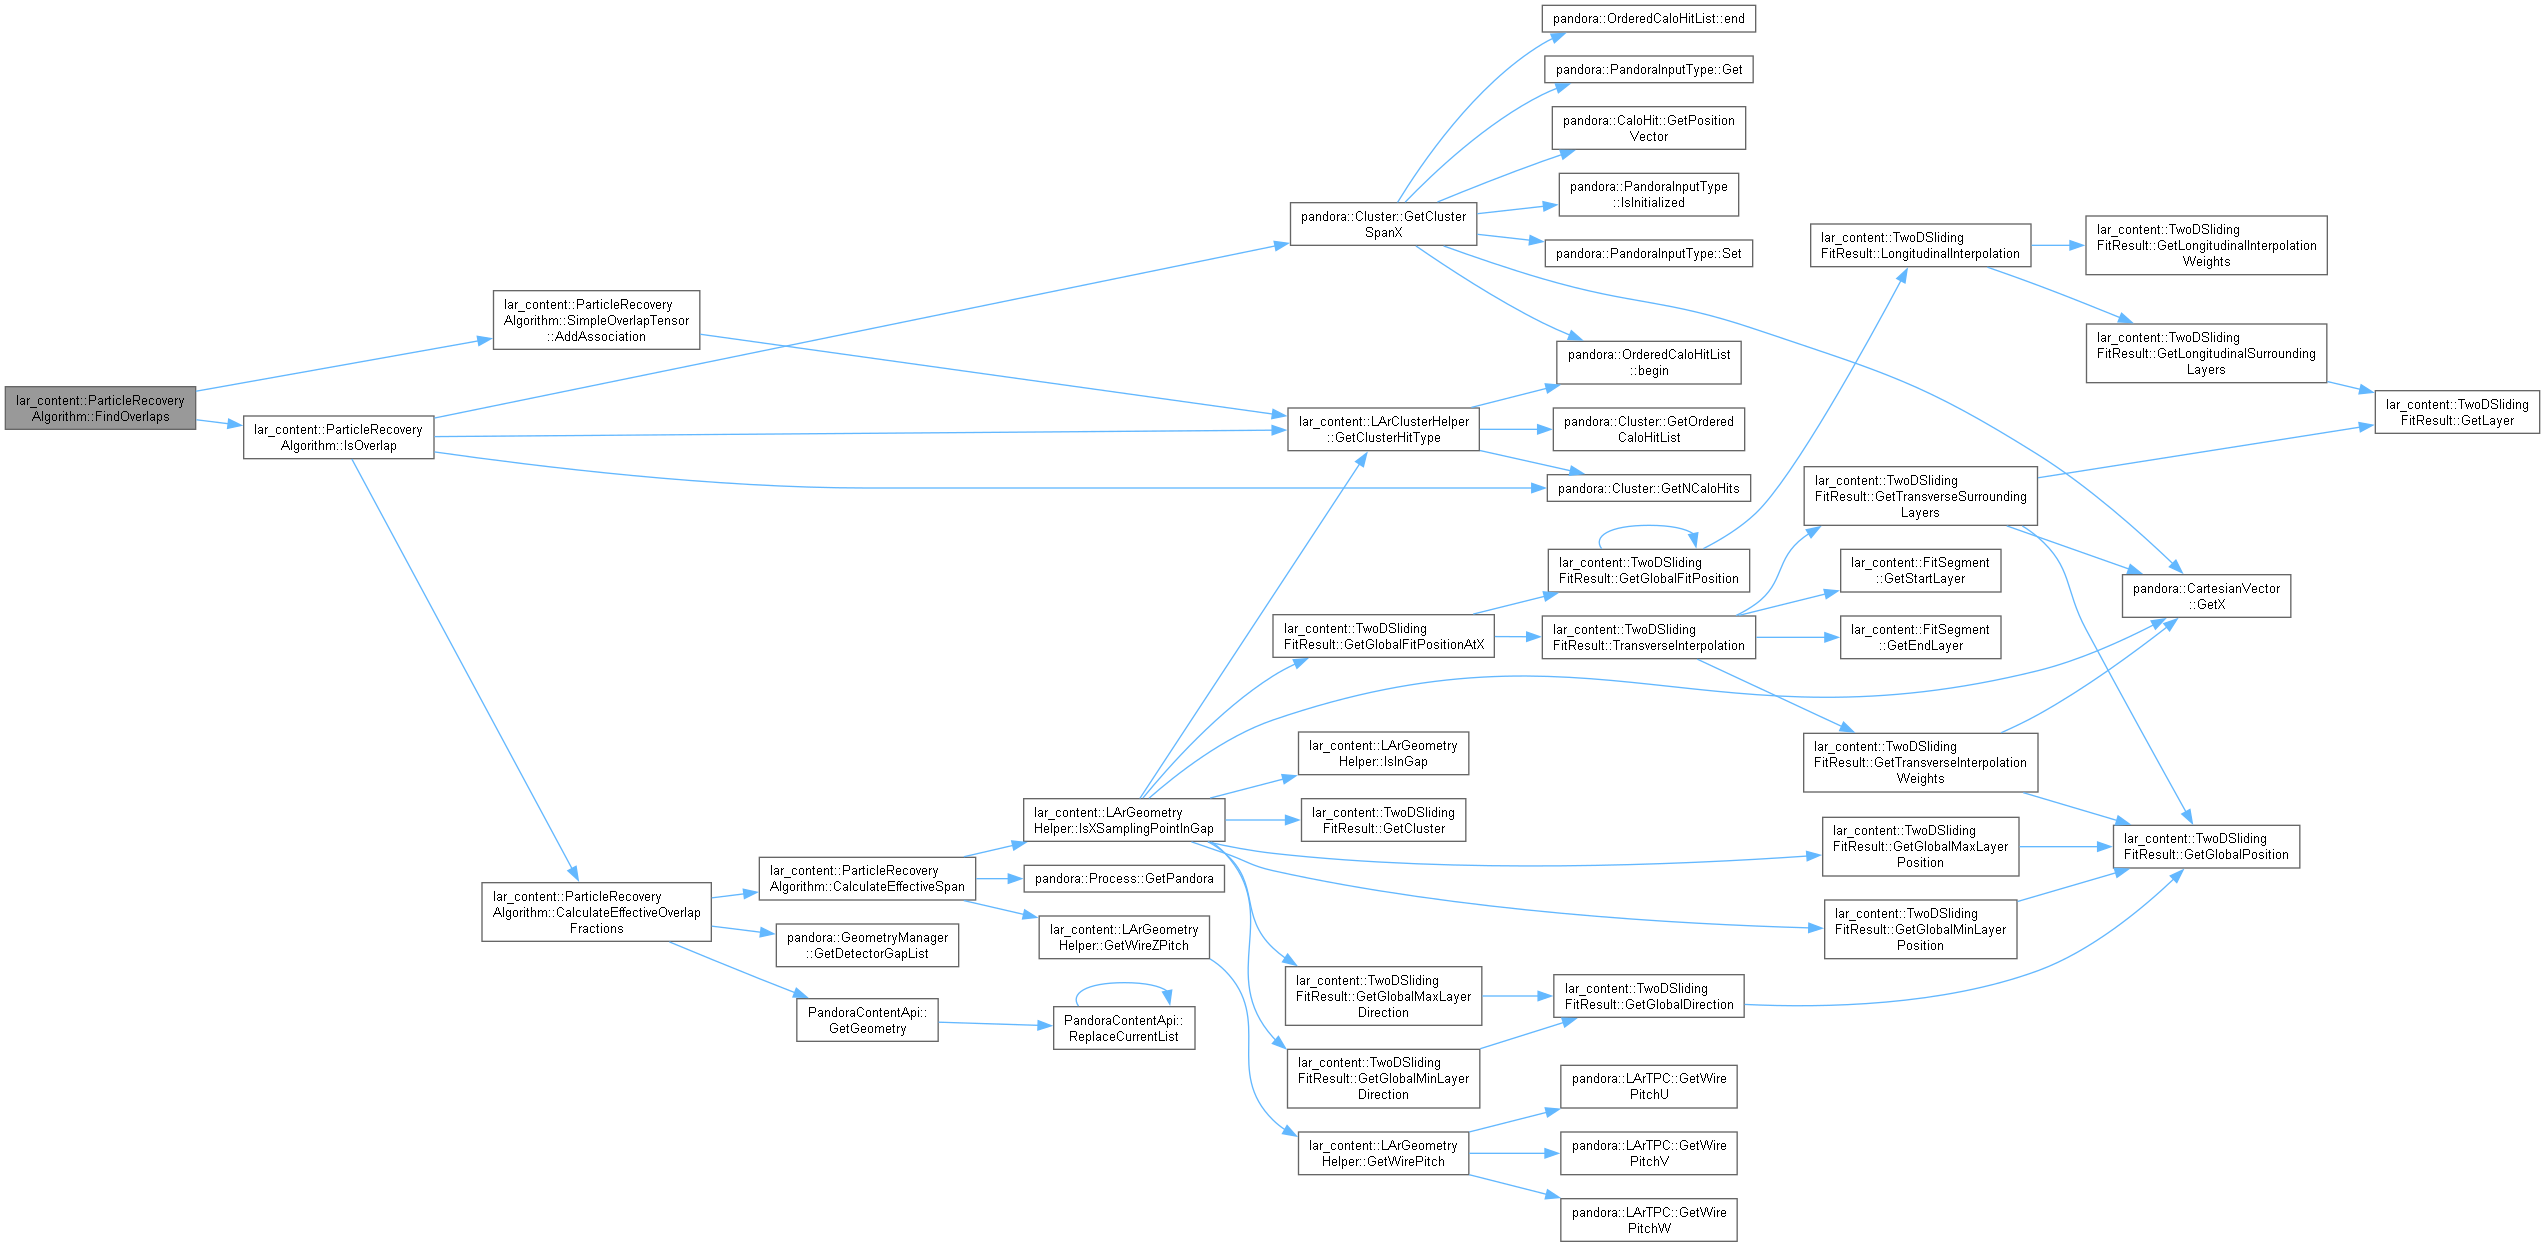 lar_content::ParticleRecovery
Algorithm::FindOverlaps
lar_content::ParticleRecovery
Algorithm::SimpleOverlapTensor
::AddAssociation
lar_content::ParticleRecovery
Algorithm::IsOverlap
lar_content::ParticleRecovery
Algorithm::CalculateEffectiveOverlap
Fractions
lar_content::ParticleRecovery
Algorithm::CalculateEffectiveSpan
pandora::GeometryManager
::GetDetectorGapList
PandoraContentApi::
GetGeometry
lar_content::LArGeometry
Helper::IsXSamplingPointInGap
pandora::Process::GetPandora
lar_content::LArGeometry
Helper::GetWireZPitch
PandoraContentApi::
ReplaceCurrentList
pandora::Cluster::GetCluster
SpanX
lar_content::LArClusterHelper
::GetClusterHitType
lar_content::TwoDSliding
FitResult::GetGlobalFitPositionAtX
lar_content::LArGeometry
Helper::IsInGap
lar_content::TwoDSliding
FitResult::GetCluster
lar_content::TwoDSliding
FitResult::GetGlobalMaxLayer
Direction
lar_content::TwoDSliding
FitResult::GetGlobalMinLayer
Direction
lar_content::LArGeometry
Helper::GetWirePitch
pandora::OrderedCaloHitList::end
pandora::PandoraInputType::Get
pandora::CaloHit::GetPosition
Vector
pandora::PandoraInputType
::IsInitialized
pandora::PandoraInputType::Set
pandora::OrderedCaloHitList
::begin
pandora::Cluster::GetOrdered
CaloHitList
pandora::Cluster::GetNCaloHits
lar_content::TwoDSliding
FitResult::GetGlobalFitPosition
lar_content::TwoDSliding
FitResult::TransverseInterpolation
lar_content::TwoDSliding
FitResult::GetGlobalDirection
pandora::LArTPC::GetWire
PitchU
pandora::LArTPC::GetWire
PitchV
pandora::LArTPC::GetWire
PitchW
lar_content::TwoDSliding
FitResult::LongitudinalInterpolation
lar_content::TwoDSliding
FitResult::GetTransverseSurrounding
Layers
lar_content::FitSegment
::GetStartLayer
lar_content::FitSegment
::GetEndLayer
lar_content::TwoDSliding
FitResult::GetTransverseInterpolation
Weights
lar_content::TwoDSliding
FitResult::GetGlobalMaxLayer
Position
lar_content::TwoDSliding
FitResult::GetGlobalMinLayer
Position
lar_content::TwoDSliding
FitResult::GetLongitudinalInterpolation
Weights
lar_content::TwoDSliding
FitResult::GetLongitudinalSurrounding
Layers
pandora::CartesianVector
::GetX
lar_content::TwoDSliding
FitResult::GetGlobalPosition
lar_content::TwoDSliding
FitResult::GetLayer